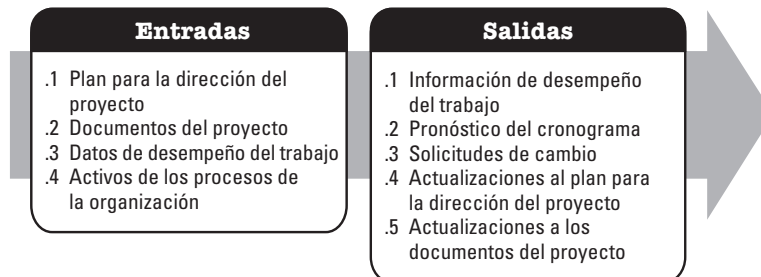 Entradas
.1 Plan para la dirección del
proyecto
.2 Documentos del proyecto
.3 Datos de desempeño del trabajo
.4 Activos de los procesos de
la organización
Salidas
.1 Información de desempeño
del trabajo
.2 Pronóstico del cronograma
.3 Solicitudes de cambio
.4 Actualizaciones al plan para
la dirección del proyecto
.5 Actualizaciones a los
documentos del proyecto